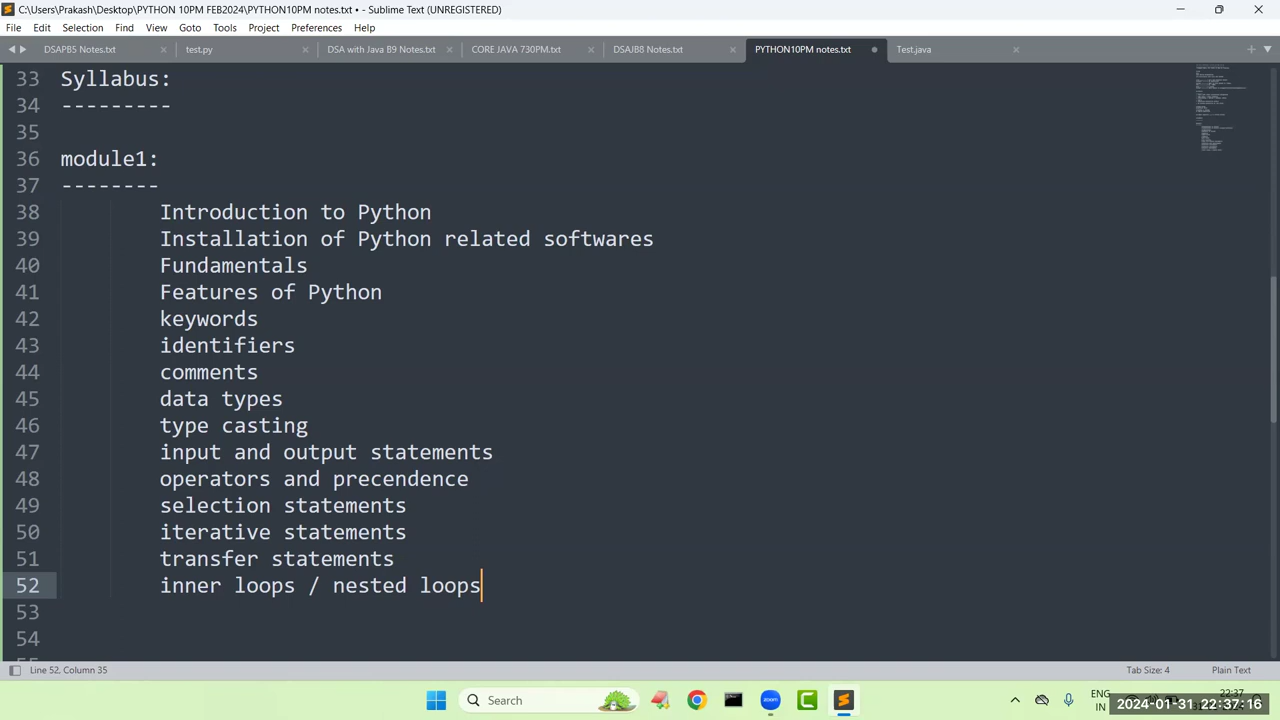 C:\Users\Prakash\Desktop\PYTHON 10PM FEB2024\PYTHON10PM notes.txt • - Sublime Text (UNREGISTERED)
File Edit Selection Find View Goto Tools Project Preferences Help
DSAPB5 Notes.txt test.py DSA with Java B9 Notes.txt CORE JAVA 730PM.txt DSAJB8 Notes.txt PYTHON10PM notes.txt Test.java
33 Syllabus:
34 ---------
35
36 module1:
37 --------
38 Introduction to Python
39 Installation of Python related softwares
40 Fundamentals
41 Features of Python
42 keywords
43 identifiers
44 comments
45 data types
46 type casting
47 input and output statements
48 operators and precendence
49 selection statements
50 iterative statements
51 transfer statements
52 inner loops / nested loops
53
54
Line 52, Column 35 Tab Size: 4 Plain Text
Search
zoom
ENG
IN
22:37
2024-01-31 22:37:16